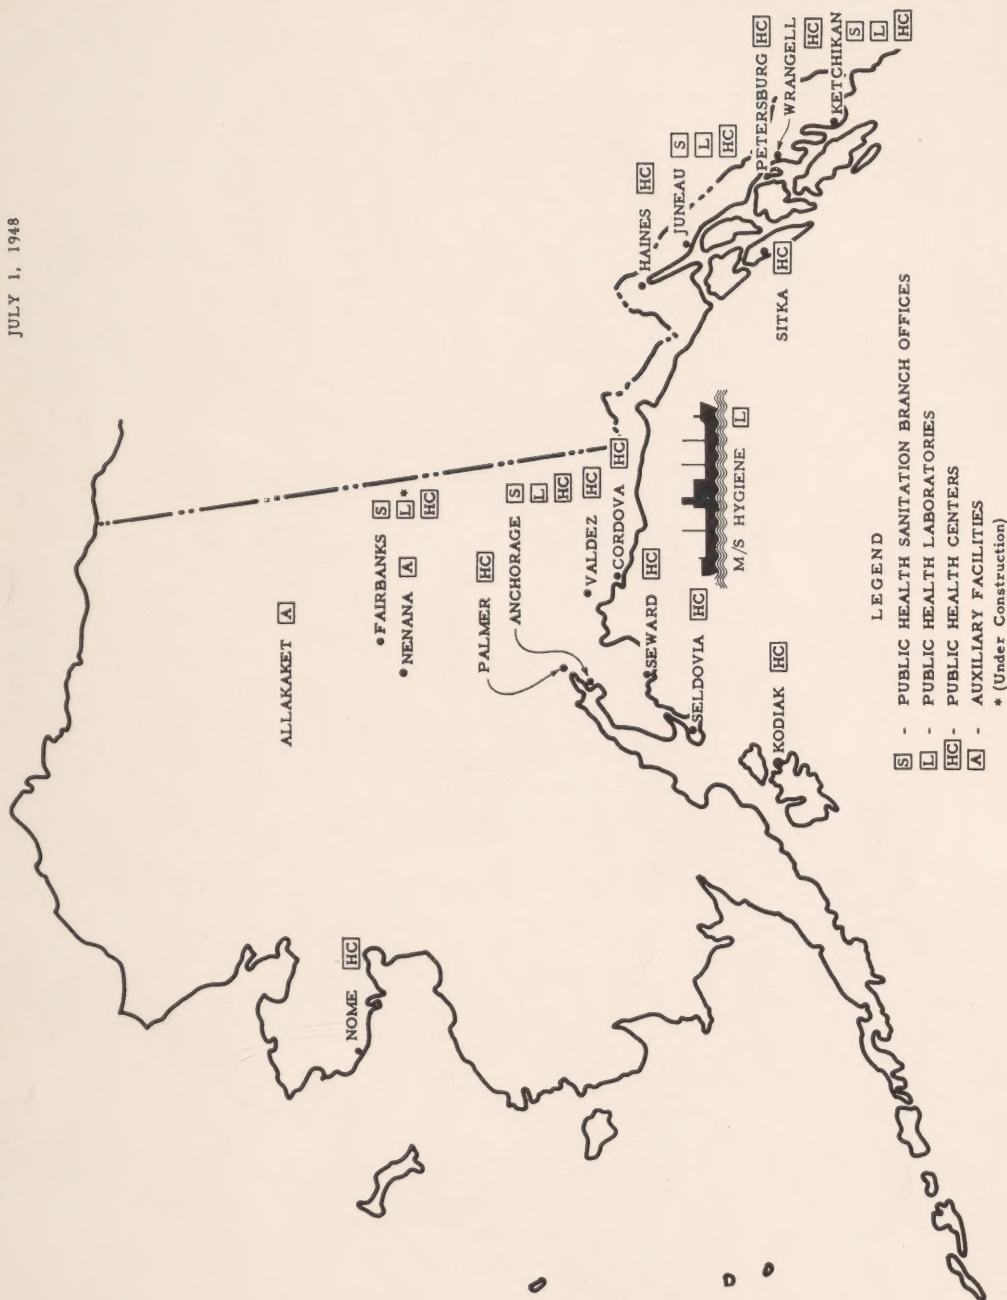 JULY 1, 1948
ALLAKAKET [A]
NOME [HC]
FAIRBANKS [S]
[L]*
[HC]
NENANA [A]
PALMER [HC]
ANCHORAGE [S]
[L]
[HC]
VALDEZ [HC]
CORDOVA [HC]
SEWARD [HC]
SELDOVIA [HC]
KODIAK [HC]
M/S HYGIENE [L]
HAINES [HC]
JUNEAU [S]
[L]
[HC]
SITKA [HC]
PETERSBURG [HC]
WRANGELL [HC]
KETCHIKAN [S]
[L]
[HC]
LEGEND
[S] - PUBLIC HEALTH SANITATION BRANCH OFFICES
[L] - PUBLIC HEALTH LABORATORIES
[HC] - PUBLIC HEALTH CENTERS
[A] - AUXILIARY FACILITIES
* (Under Construction)